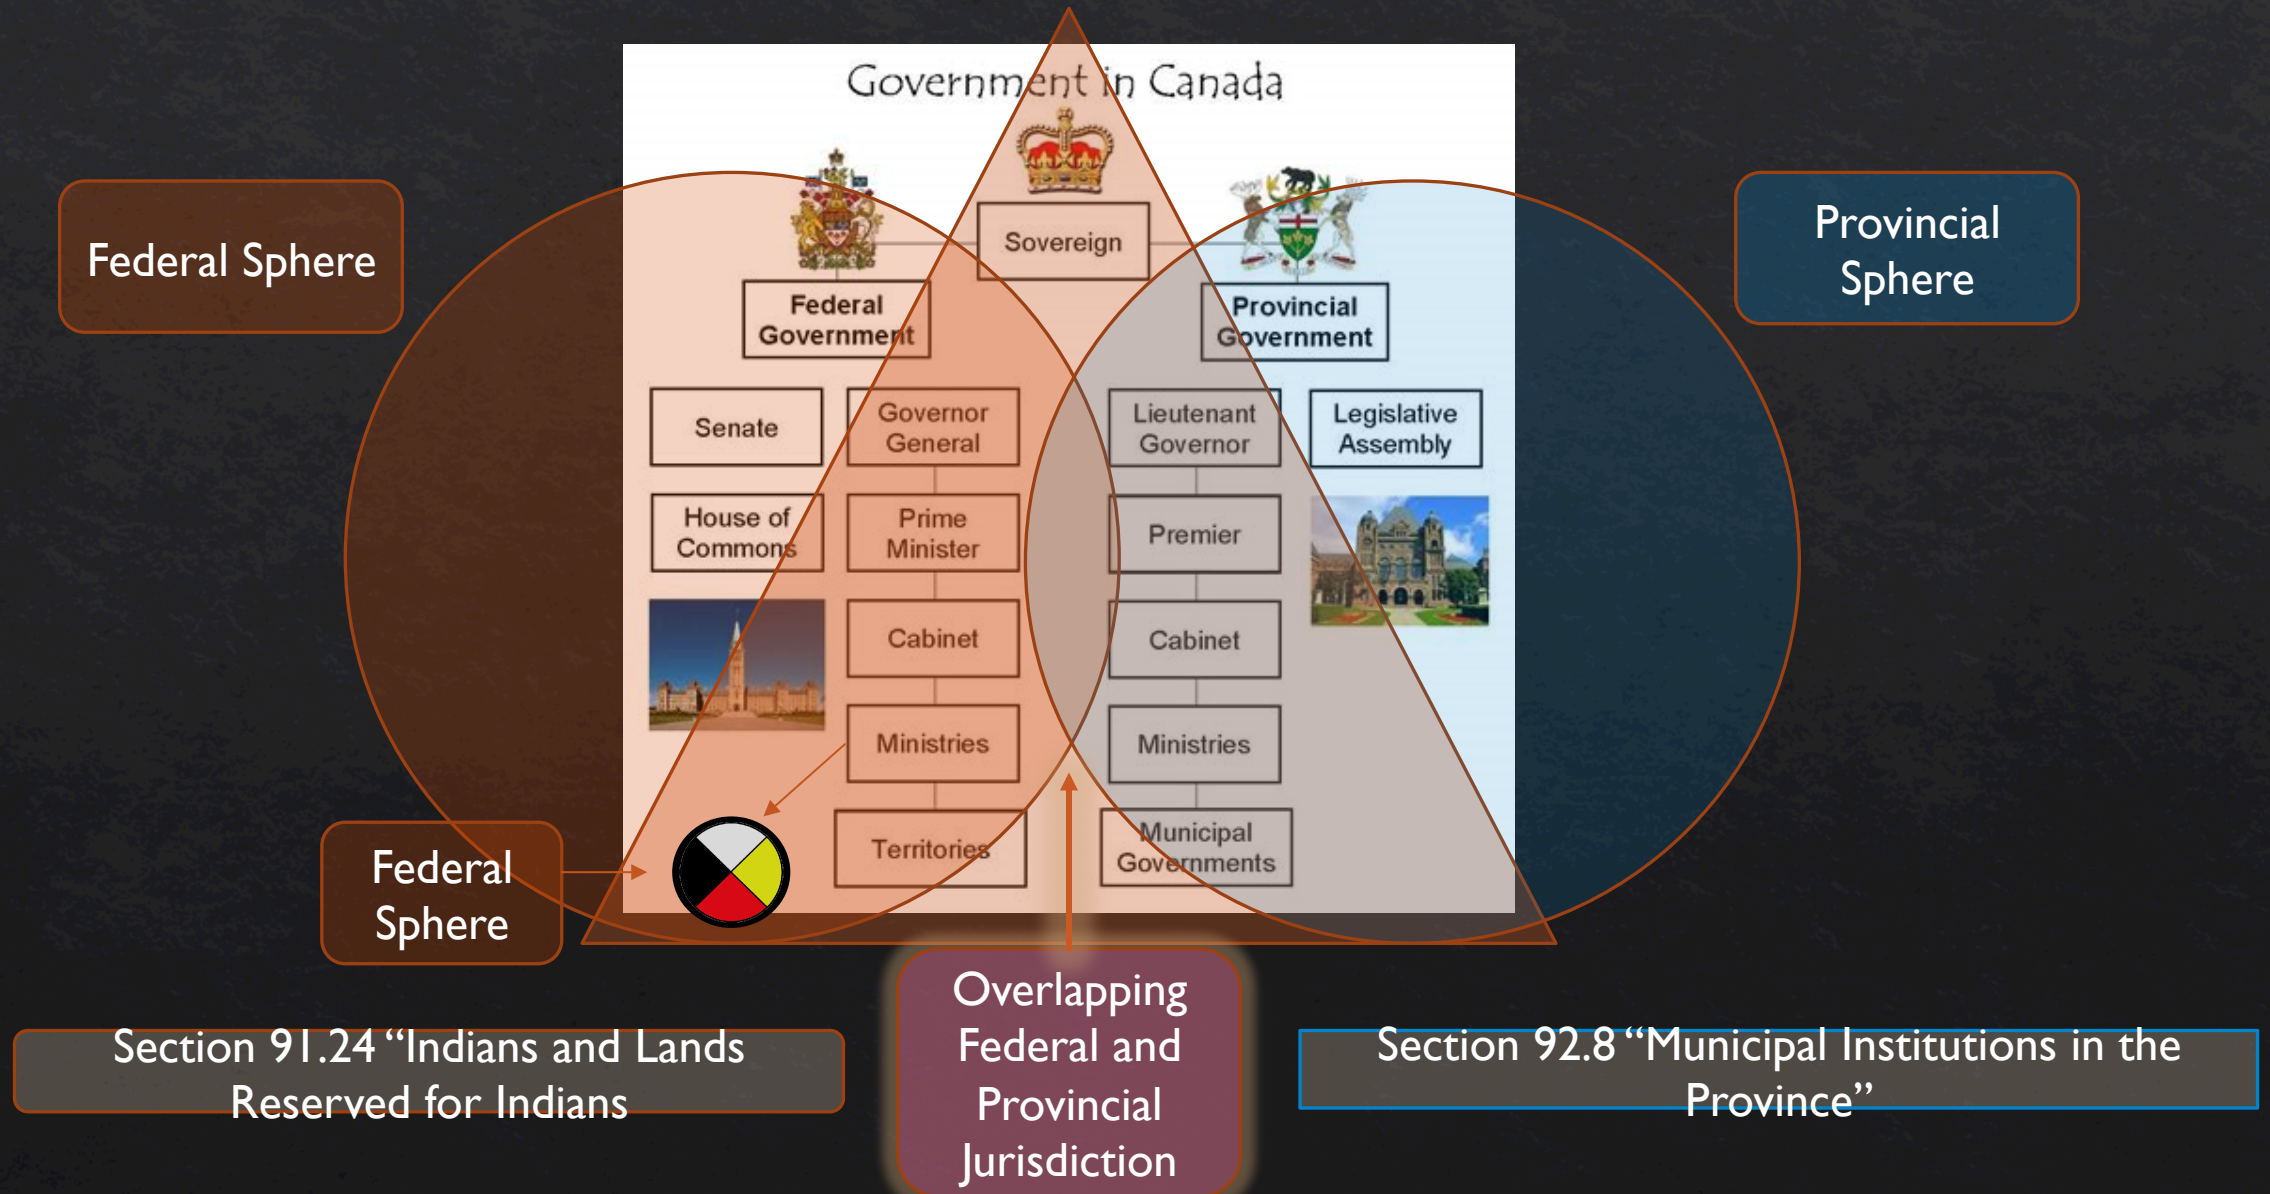 Government in Canada
Federal Sphere
Provincial
Sphere
Sovereign
Federal
Government
Provincial
Government
Senate
Governor
General
Lieutenant
Governor
Legislative
Assembly
House of
Commons
Prime
Minister
Premier
Cabinet
Cabinet
Ministries
Ministries
Territories
Municipal
Governments
Federal
Sphere
Overlapping
Federal and
Provincial
Jurisdiction
Section 91.24 “Indians and Lands
Reserved for Indians
Section 92.8 “Municipal Institutions in the
Province”